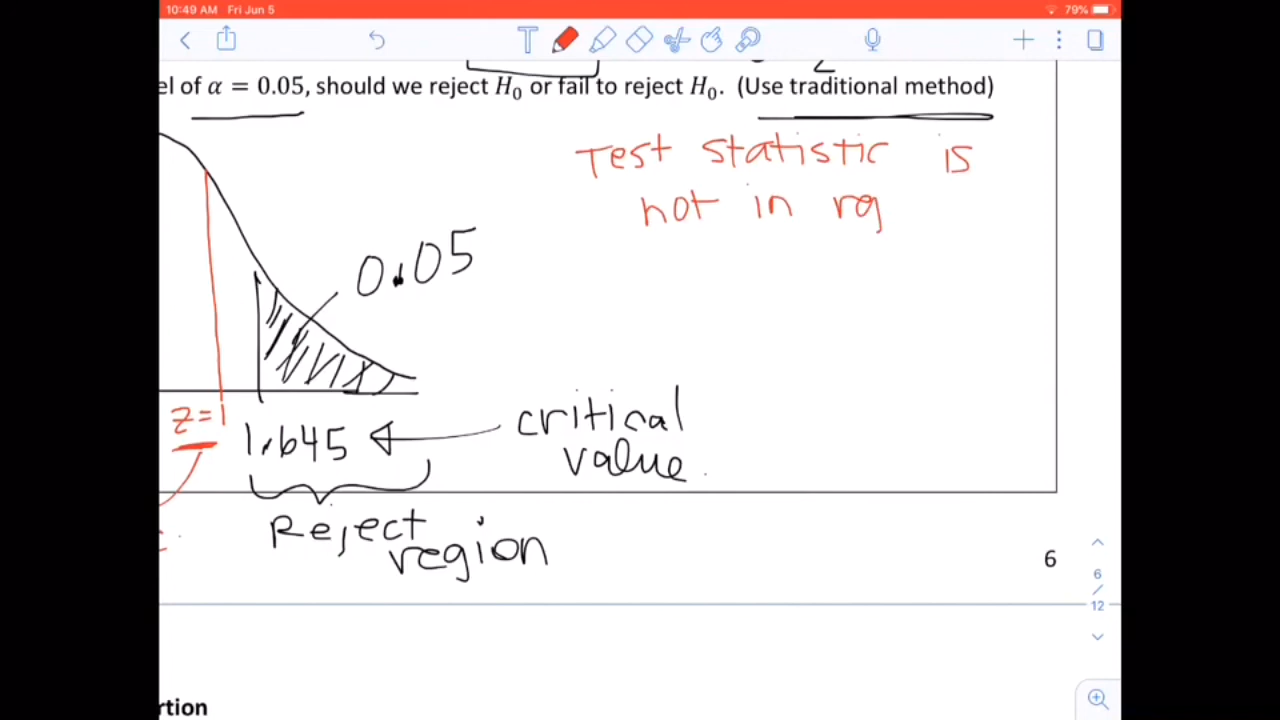 10:49 AM Fri Jun 5
79%
T
el of α = 0.05, should we reject H₀ or fail to reject H₀. (Use traditional method)
Test statistic is
not in rg
0.05
z=1
1.645
critical
value
Reject
region
6
6
/
12
rtion